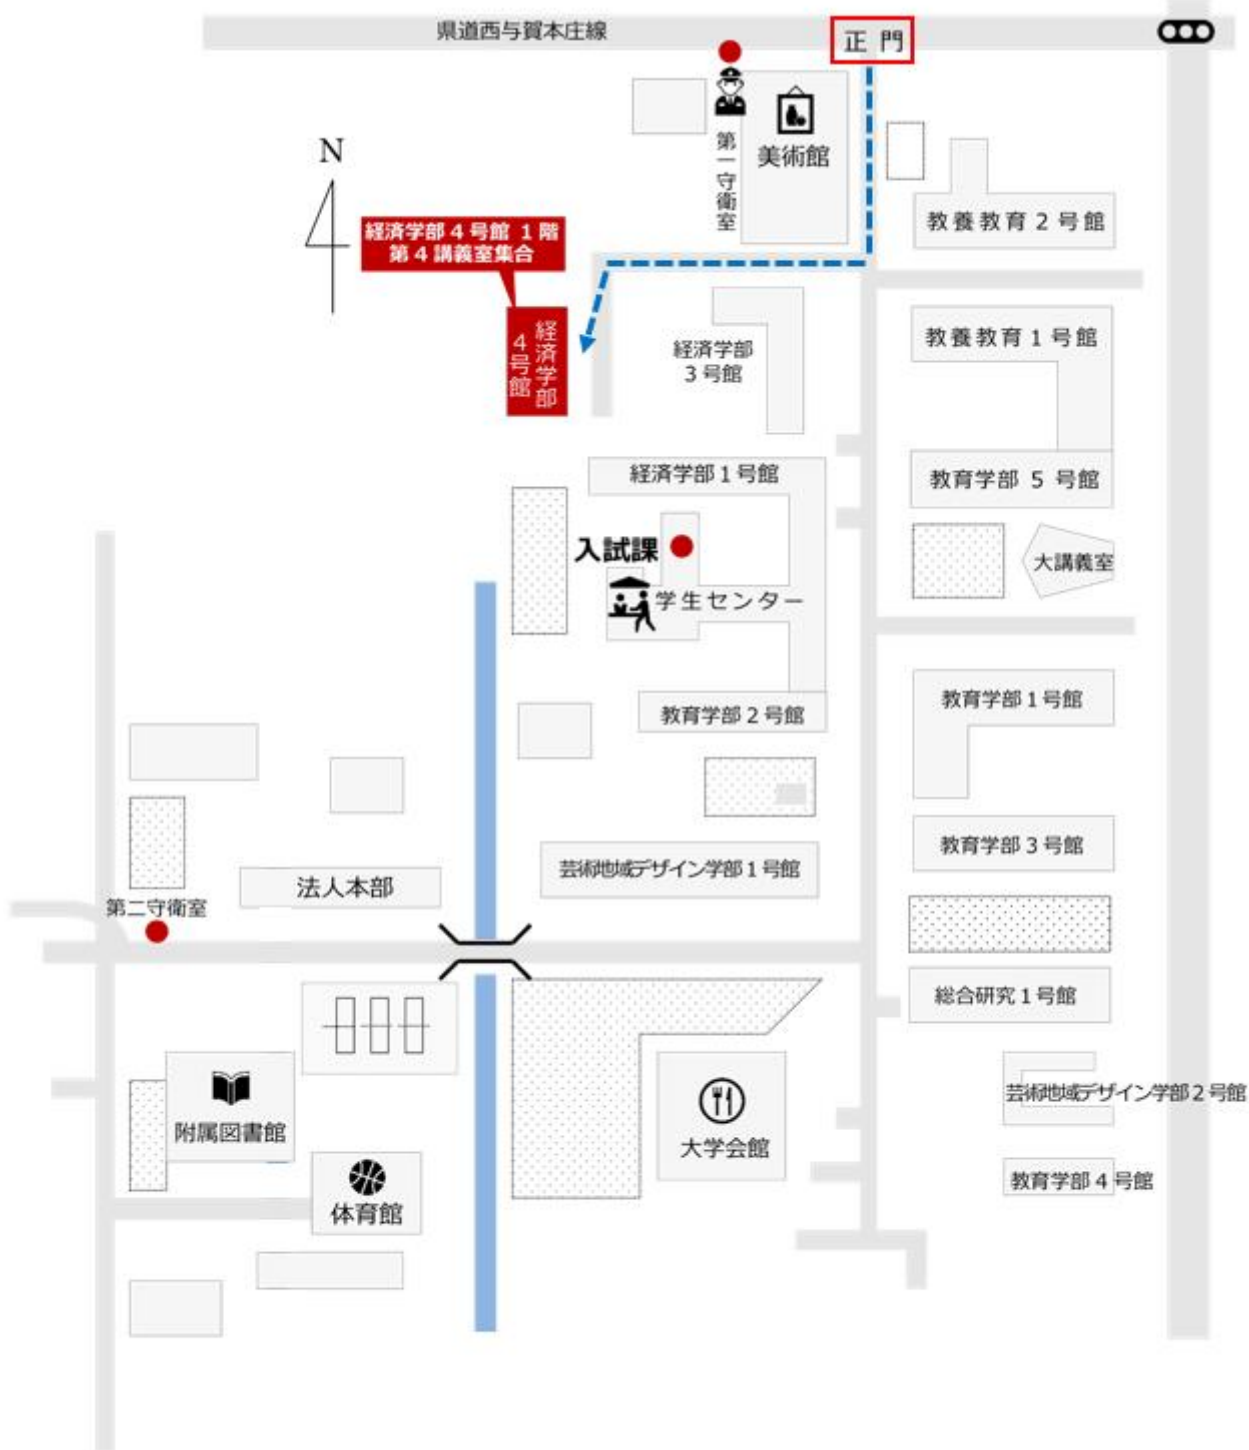 県道西与賀本庄線
正 門
美術館
第一守衛室
N
教養教育２号館
経済学部４号館 １階
第４講義室集合
経済学部
４号館
経済学部
３号館
教養教育１号館
経済学部１号館
教育学部 ５ 号館
入試課
大講義室
学生センター
教育学部１号館
教育学部２号館
教育学部３号館
芸術地域デザイン学部１号館
法人本部
第二守衛室
総合研究１号館
芸術地域デザイン学部２号館
附属図書館
大学会館
教育学部４号館
体育館